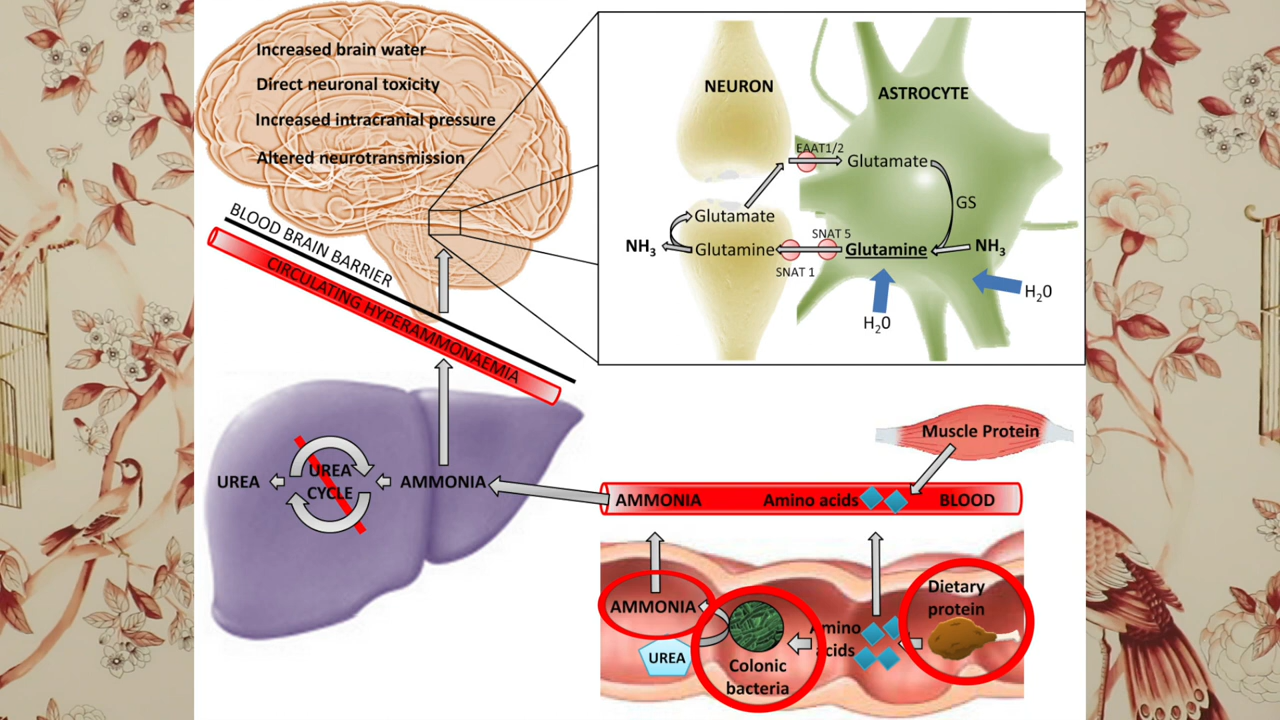 Increased brain water
Direct neuronal toxicity
Increased intracranial pressure
Altered neurotransmission
BLOOD BRAIN BARRIER
CIRCULATING HYPERAMMONAEMIA
NEURON
ASTROCYTE
EAAT1/2
Glutamate
GS
Glutamate
SNAT 5
NH3
Glutamine
Glutamine
NH3
SNAT 1
H20
H20
UREA
UREA
CYCLE
AMMONIA
Muscle Protein
AMMONIA
Amino acids
BLOOD
AMMONIA
UREA
Colonic
bacteria
Amino
acids
Dietary
protein